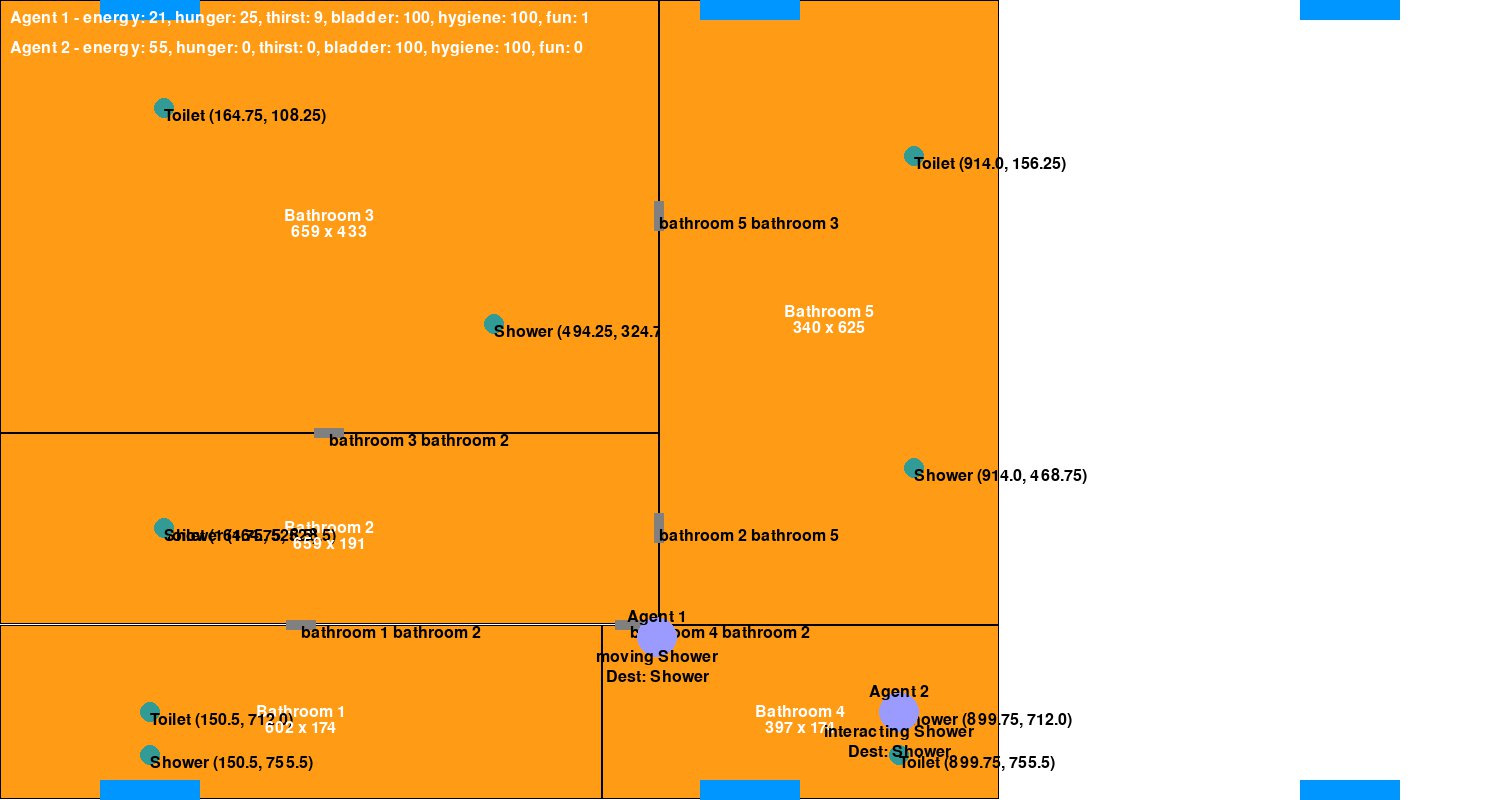 Agent 1 - energy: 21, hunger: 25, thirst: 9, bladder: 100, hygiene: 100, fun: 1
Agent 2 - energy: 55, hunger: 0, thirst: 0, bladder: 100, hygiene: 100, fun: 0
Toilet (164.75, 108.25)
Toilet (914.0, 156.25)
Bathroom 3
659 x 433
bathroom 5 bathroom 3
Bathroom 5
340 x 625
Shower (494.25, 324.7
bathroom 3 bathroom 2
Shower (914.0, 468.75)
Bathroom 2
659 x 191
bathroom 2 bathroom 5
Agent 1
bathroom 1 bathroom 2
bathroom 4 bathroom 2
moving Shower
Dest: Shower
Agent 2
Bathroom 1
602 x 174
Toilet (150.5, 712.0)
Bathroom 4
397 x 174
Shower (899.75, 712.0)
interacting Shower
Dest: Shower
Shower (150.5, 755.5)
Toilet (899.75, 755.5)